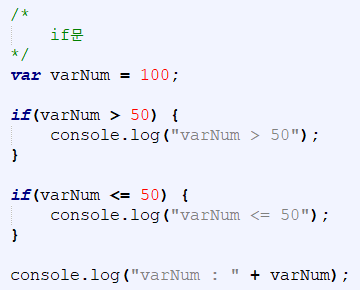 /*
    if문
*/
var varNum = 100;

if(varNum > 50) {
    console.log("varNum > 50");
}

if(varNum <= 50) {
    console.log("varNum <= 50");
}

console.log("varNum : " + varNum);